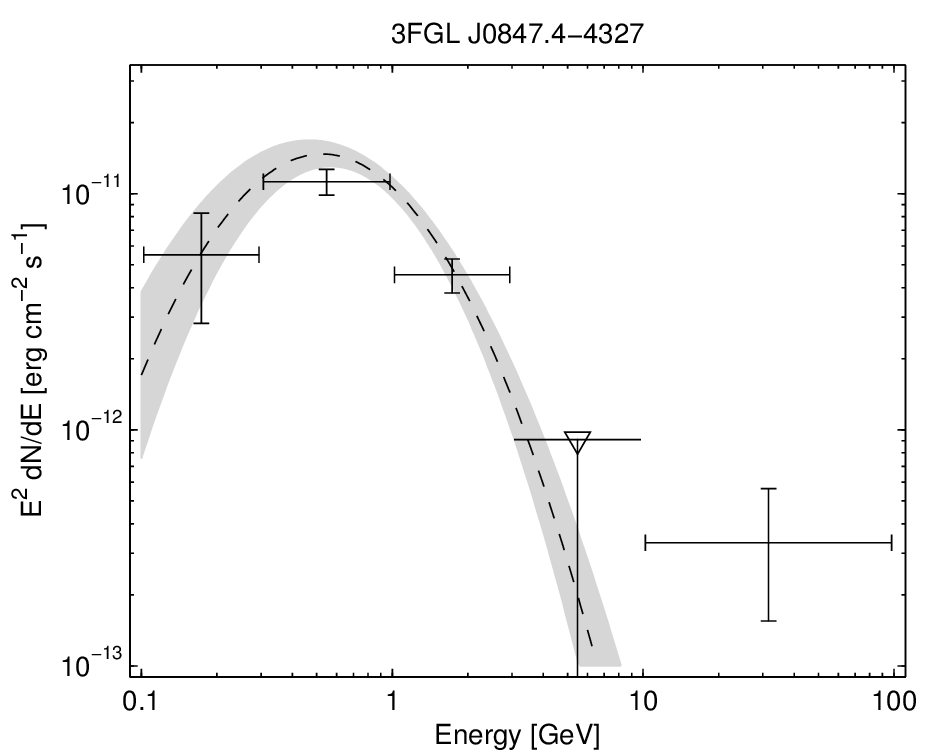 3FGL J0847.4−4327
E² dN/dE [erg cm⁻² s⁻¹]
10⁻¹¹
10⁻¹²
10⁻¹³
0.1 1 10 100
Energy [GeV]